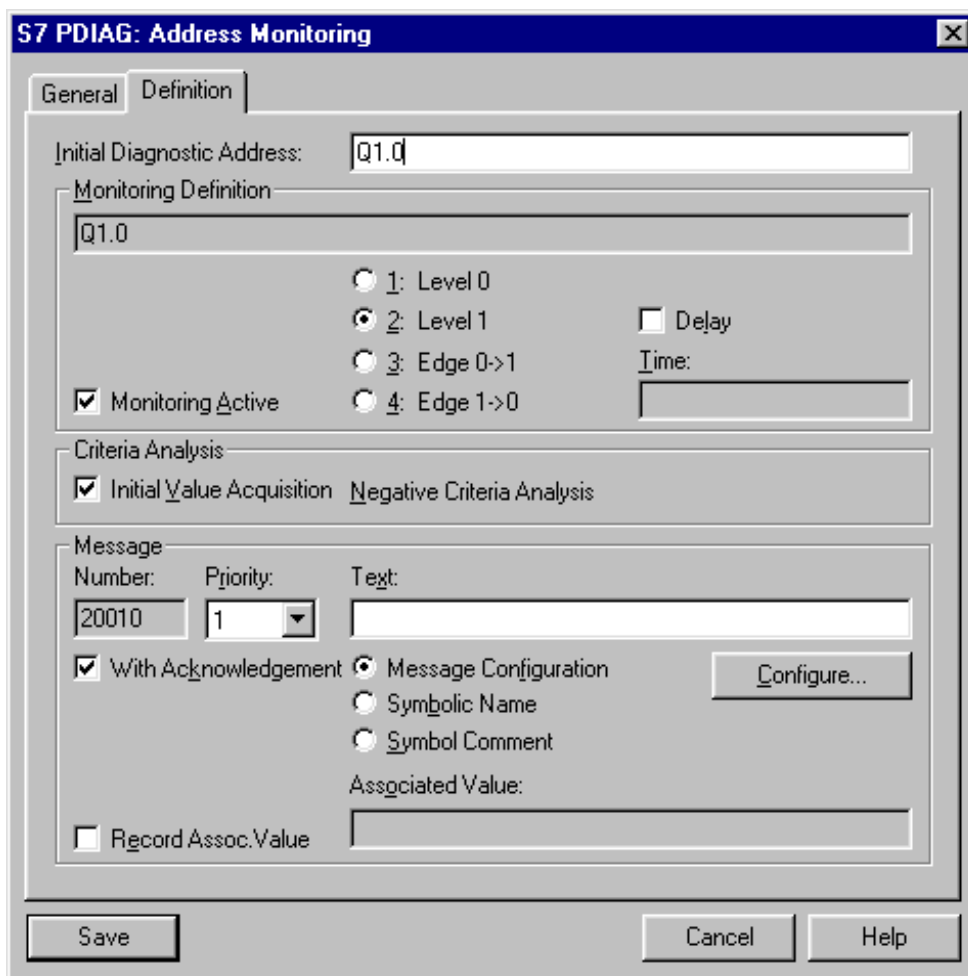 S7 PDIAG: Address Monitoring
General Definition
Initial Diagnostic Address: Q1.0
Monitoring Definition
Q1.0
1: Level 0
2: Level 1 Delay
3: Edge 0->1 Time:
Monitoring Active 4: Edge 1->0
Criteria Analysis
Initial Value Acquisition Negative Criteria Analysis
Message
Number: Priority: Text:
20010 1
With Acknowledgement Message Configuration Configure...
Symbolic Name
Symbol Comment
Associated Value:
Record Assoc.Value
Save Cancel Help